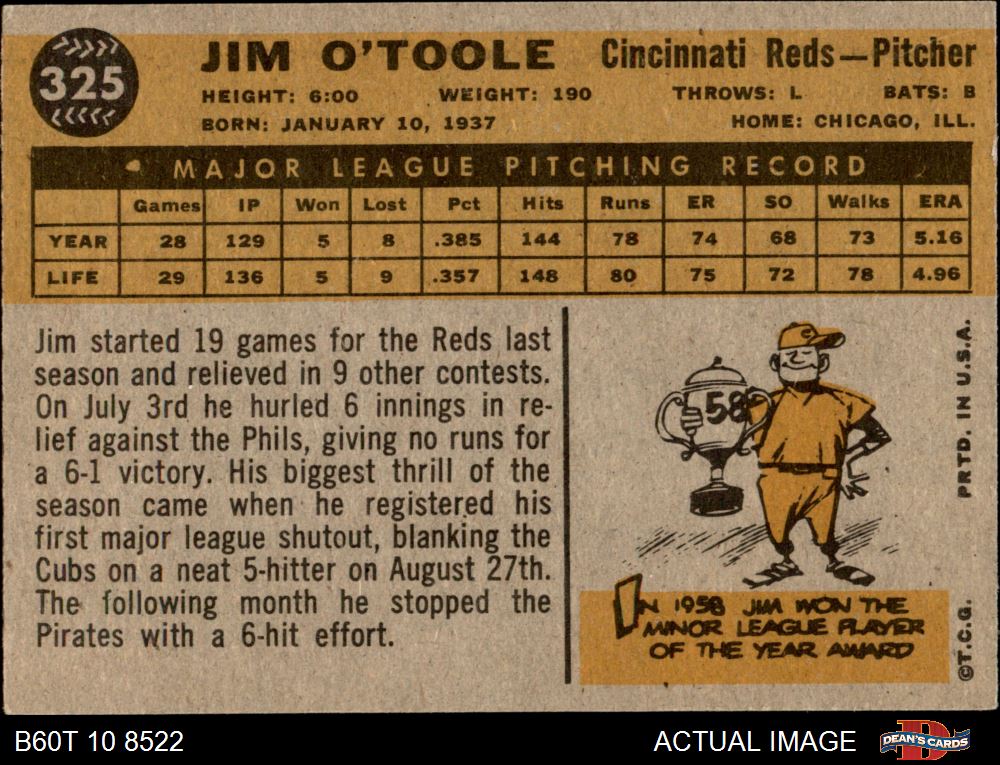 325
JIM O'TOOLE Cincinnati Reds—Pitcher
HEIGHT: 6:00 WEIGHT: 190 THROWS: L BATS: B
BORN: JANUARY 10, 1937 HOME: CHICAGO, ILL.
MAJOR LEAGUE PITCHING RECORD
Games IP Won Lost Pct Hits Runs ER SO Walks ERA
YEAR 28 129 5 8 .385 144 78 74 68 73 5.16
LIFE 29 136 5 9 .357 148 80 75 72 78 4.96
Jim started 19 games for the Reds last
season and relieved in 9 other contests.
On July 3rd he hurled 6 innings in re-
lief against the Phils, giving no runs for
a 6-1 victory. His biggest thrill of the
season came when he registered his
first major league shutout, blanking the
Cubs on a neat 5-hitter on August 27th.
The following month he stopped the
Pirates with a 6-hit effort.
C
58
IN 1958 JIM WON THE
MINOR LEAGUE PLAYER
OF THE YEAR AWARD
PRTD. IN U.S.A.
©T.C.G.
B60T 10 8522
ACTUAL IMAGE
D
DEAN'S CARDS